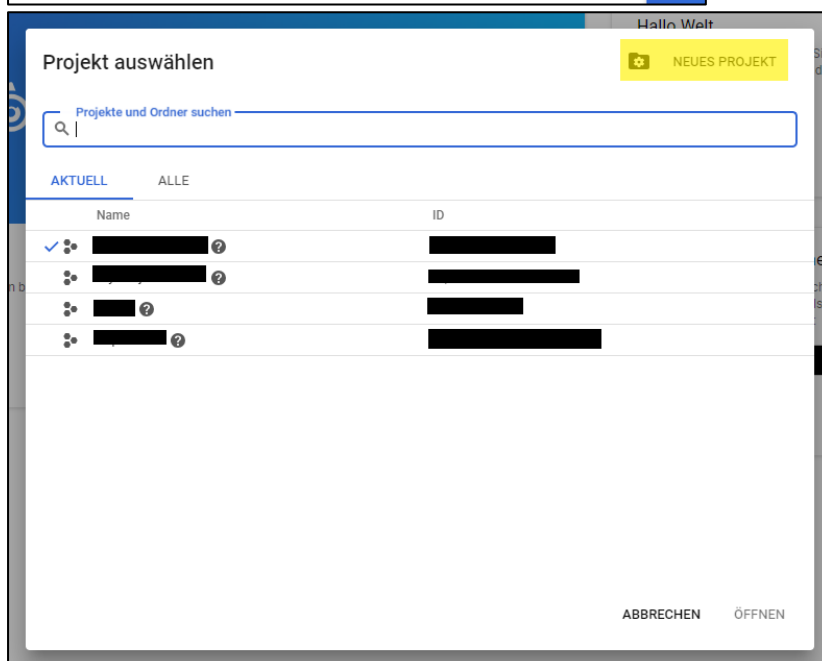 Hallo Welt
Projekt auswählen
NEUES PROJEKT
Projekte und Ordner suchen
AKTUELL ALLE
Name ID
ABBRECHEN ÖFFNEN